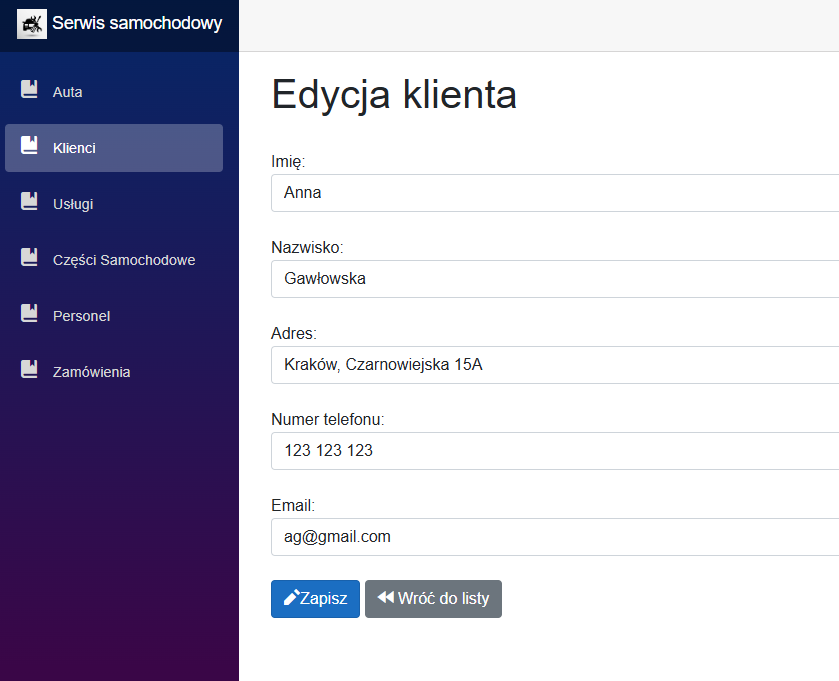 Serwis samochodowy
Auta
Klienci
Usługi
Części Samochodowe
Personel
Zamówienia
Edycja klienta
Imię:
Anna
Nazwisko:
Gawłowska
Adres:
Kraków, Czarnowiejska 15A
Numer telefonu:
123 123 123
Email:
ag@gmail.com
Zapisz
Wróć do listy